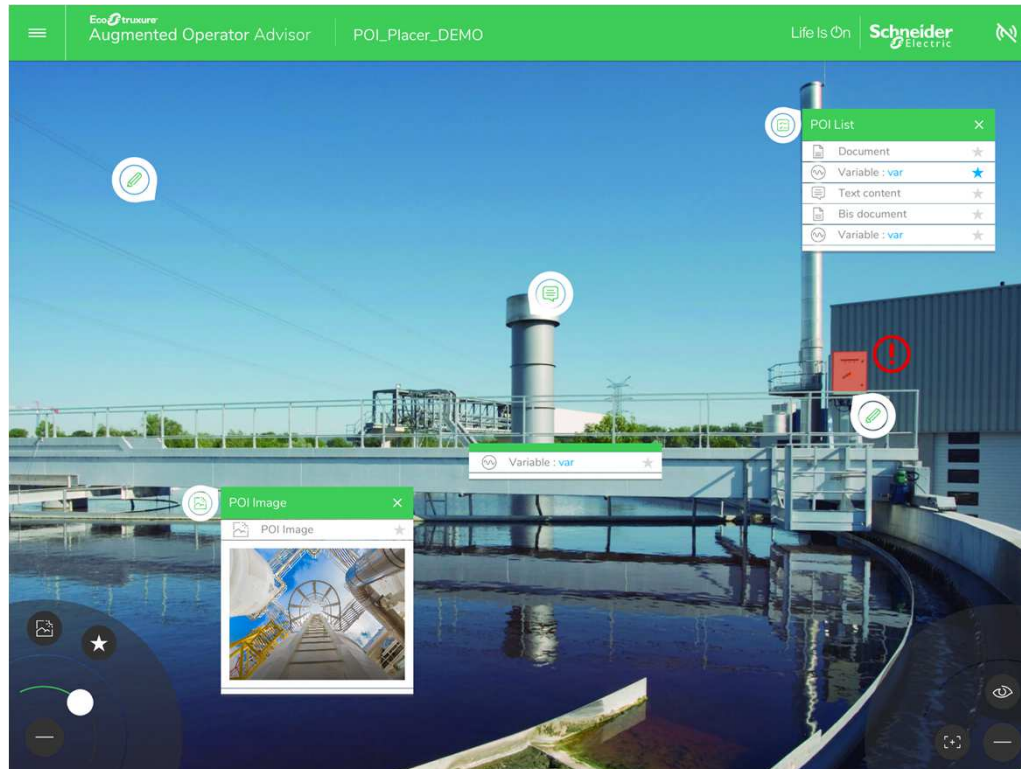 EcoStruxure
Augmented Operator Advisor
POI_Placer_DEMO
Life Is On
Schneider
Electric
POI List
Document
Variable : var
Text content
Bis document
Variable : var
Variable : var
POI Image
POI Image